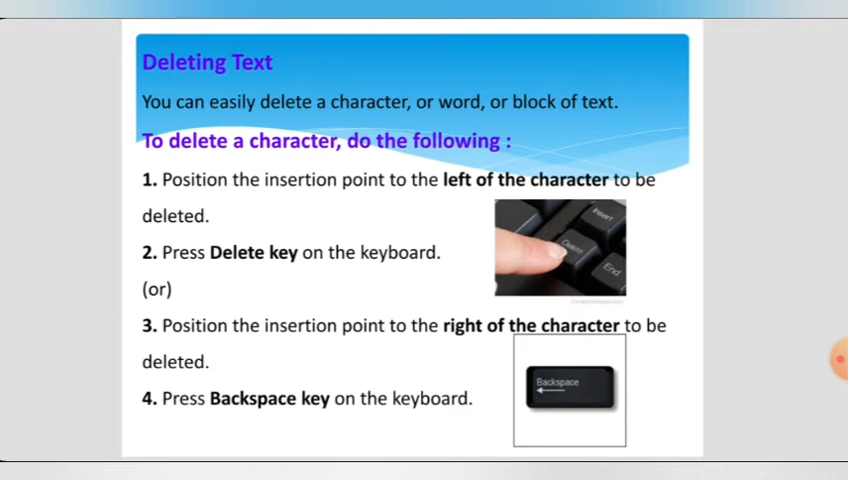 Deleting Text
You can easily delete a character, or word, or block of text.
To delete a character, do the following :
1. Position the insertion point to the left of the character to be
deleted.
Insert
Delete
End
2. Press Delete key on the keyboard.
(or)
3. Position the insertion point to the right of the character to be
deleted.
Backspace
4. Press Backspace key on the keyboard.